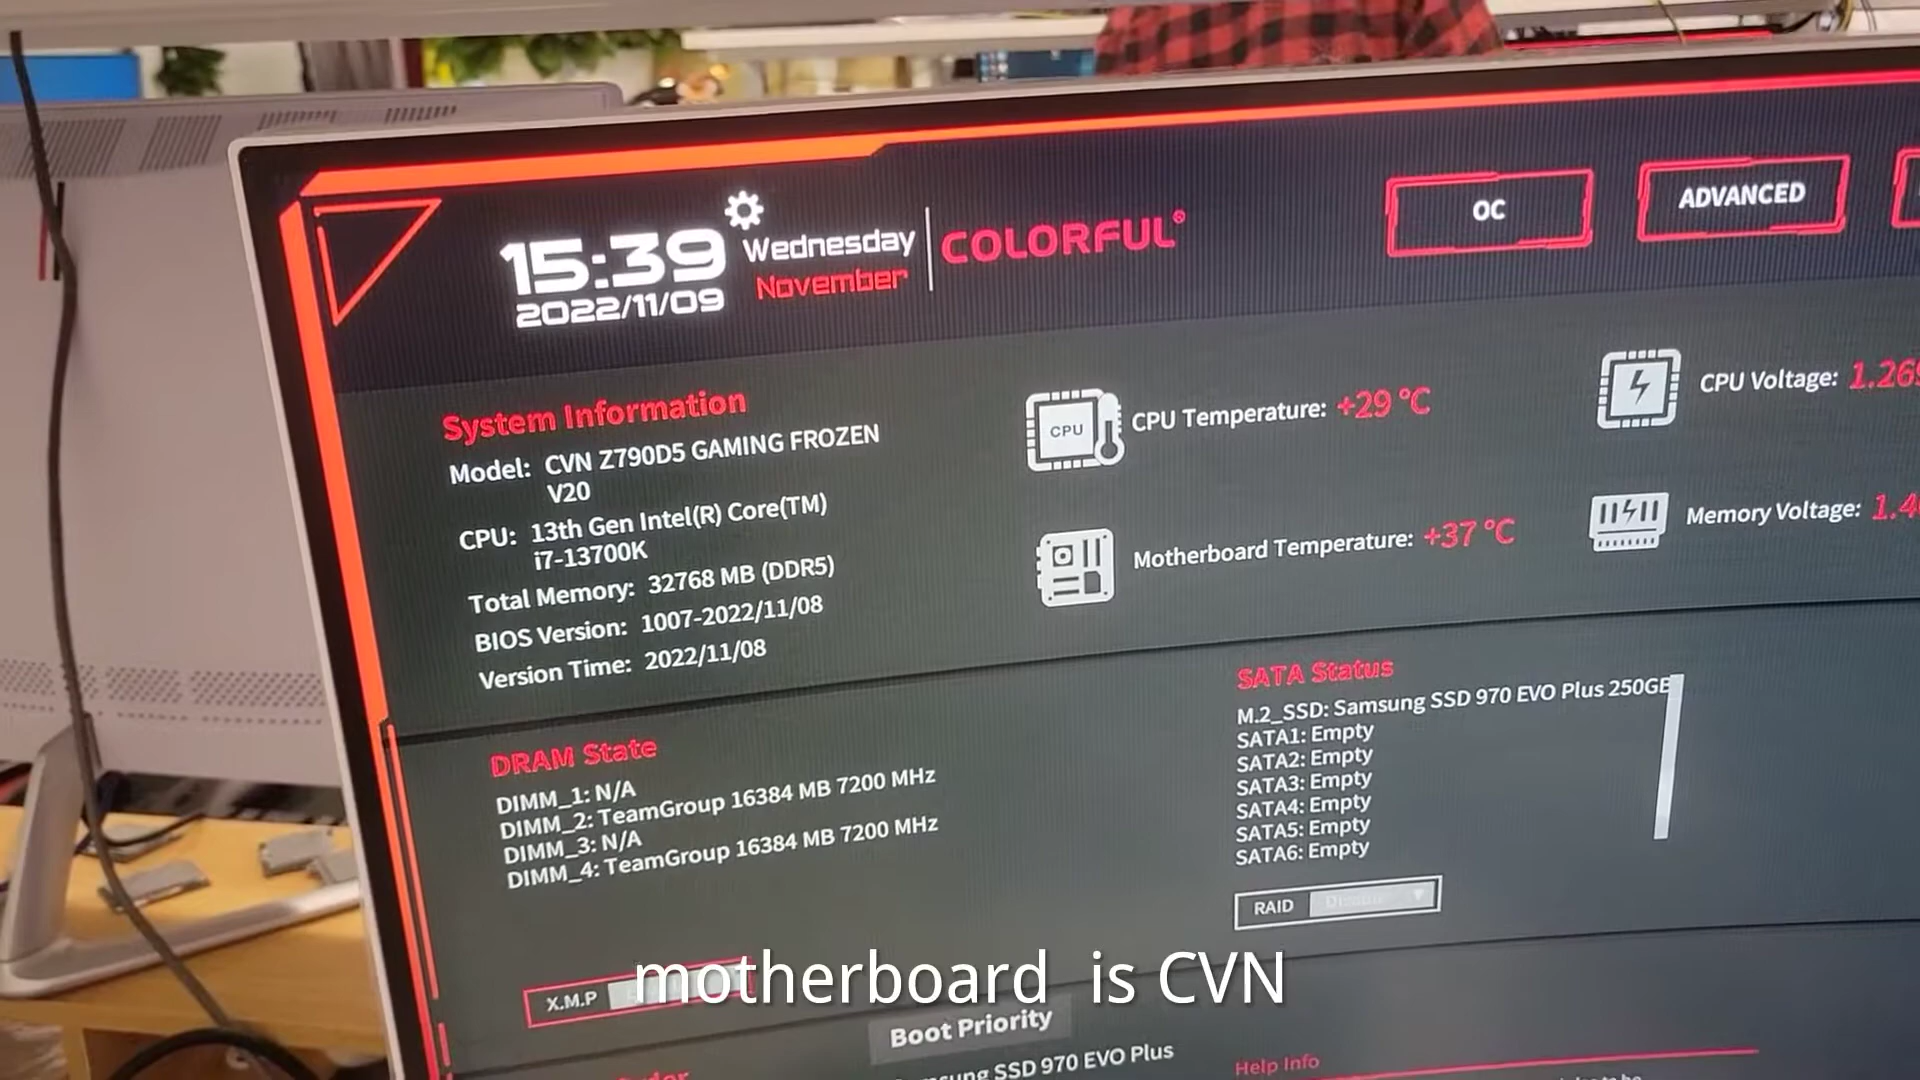 15:39
2022/11/09
Wednesday
November
COLORFUL®
OC
ADVANCED
System Information
Model: CVN Z790D5 GAMING FROZEN
V20
CPU: 13th Gen Intel(R) Core(TM)
i7-13700K
Total Memory: 32768 MB (DDR5)
BIOS Version: 1007-2022/11/08
Version Time: 2022/11/08
CPU
CPU Temperature: +29 °C
Motherboard Temperature: +37 °C
CPU Voltage: 1.269
Memory Voltage: 1.4
DRAM State
DIMM_1: N/A
DIMM_2: TeamGroup 16384 MB 7200 MHz
DIMM_3: N/A
DIMM_4: TeamGroup 16384 MB 7200 MHz
SATA Status
M.2_SSD: Samsung SSD 970 EVO Plus 250GB
SATA1: Empty
SATA2: Empty
SATA3: Empty
SATA4: Empty
SATA5: Empty
SATA6: Empty
RAID
X.M.P
motherboard is CVN
Boot Priority
SSD 970 EVO Plus
Help Info